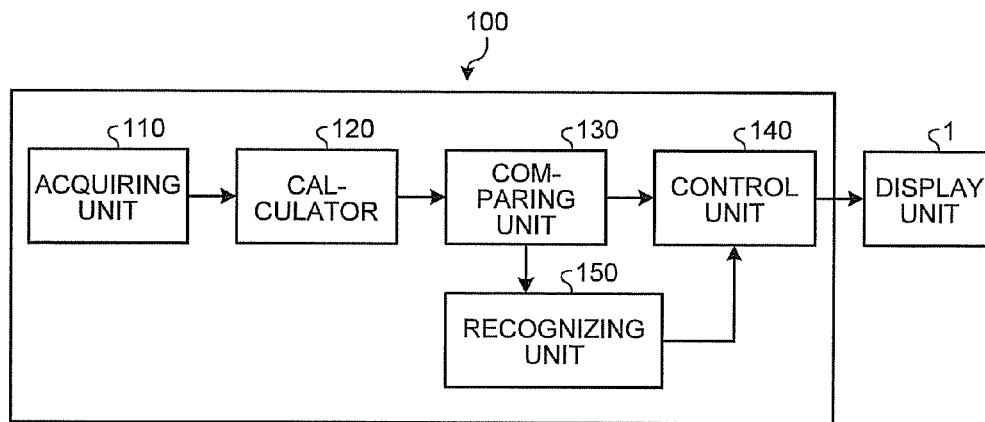 100
110
120
130
140
1
ACQUIRING
UNIT
CAL-
CULATOR
COM-
PARING
UNIT
CONTROL
UNIT
DISPLAY
UNIT
150
RECOGNIZING
UNIT